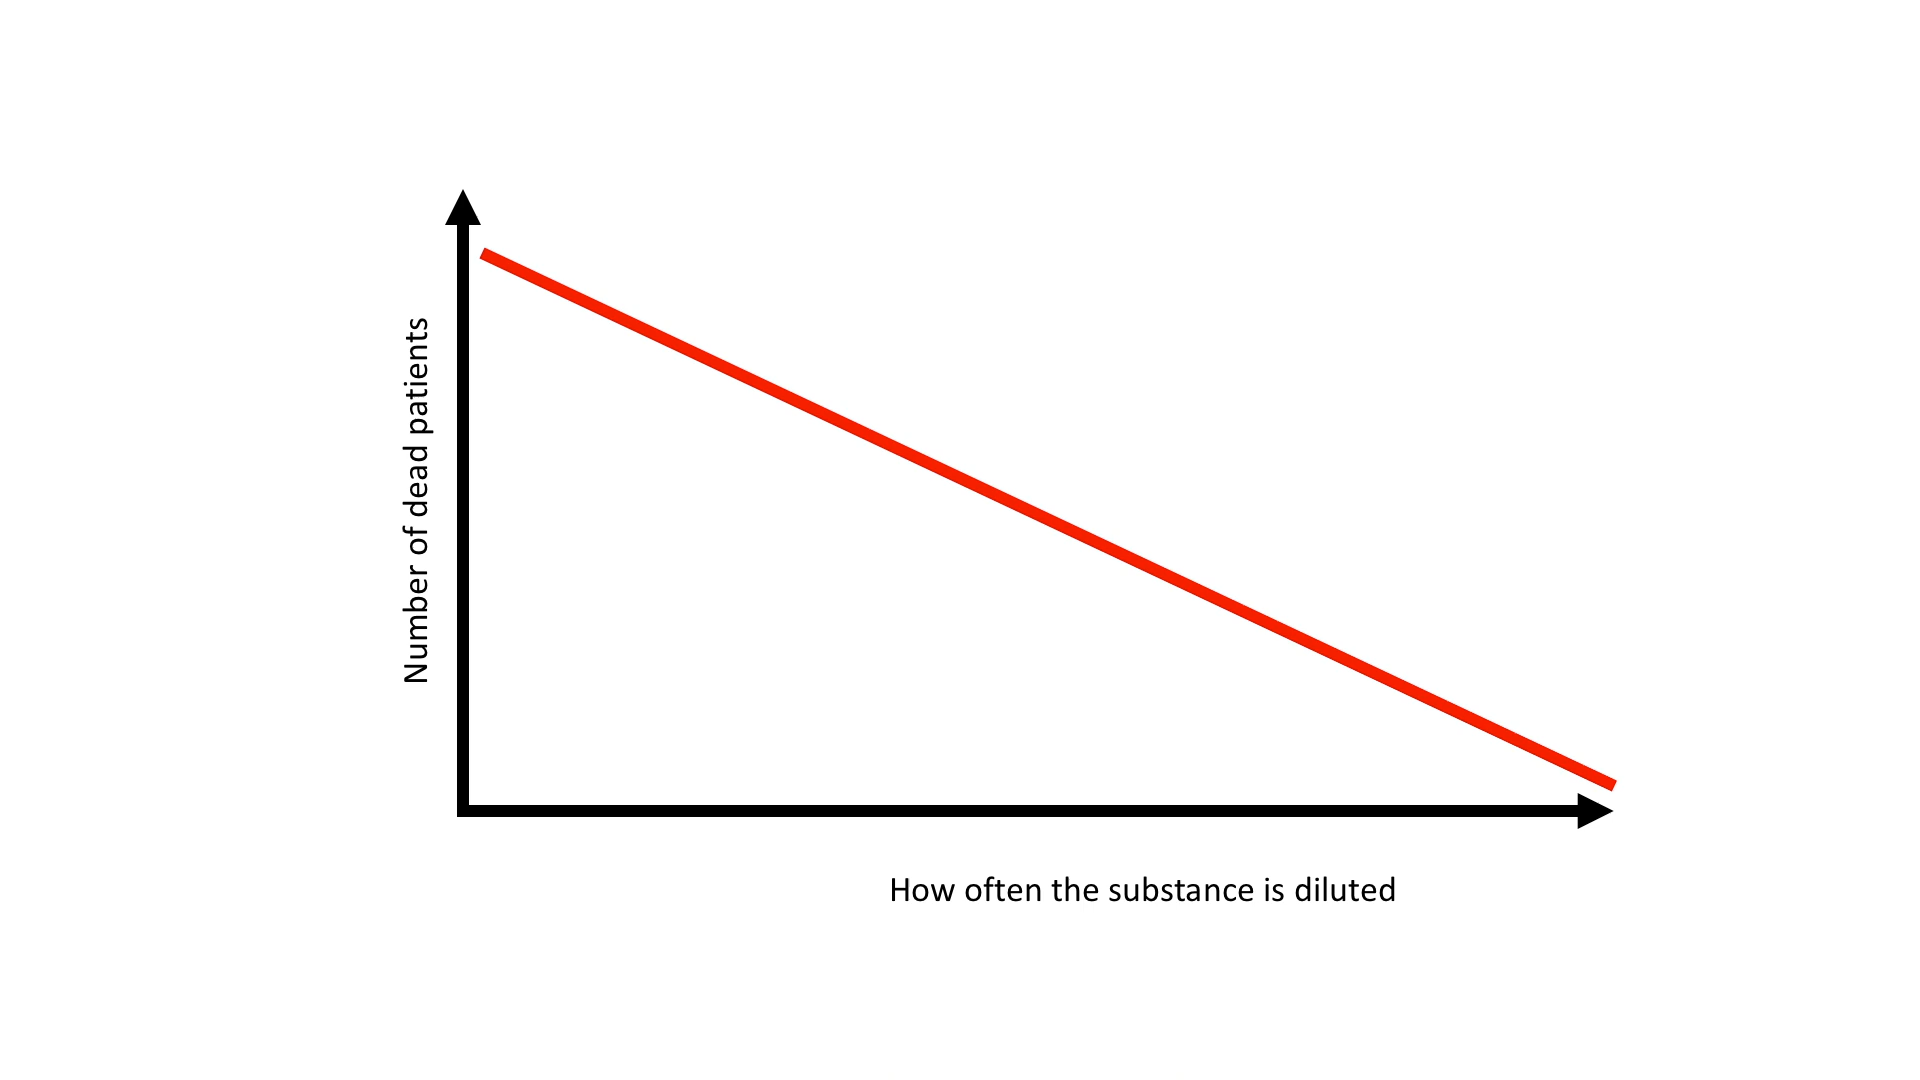 Number of dead patients
How often the substance is diluted